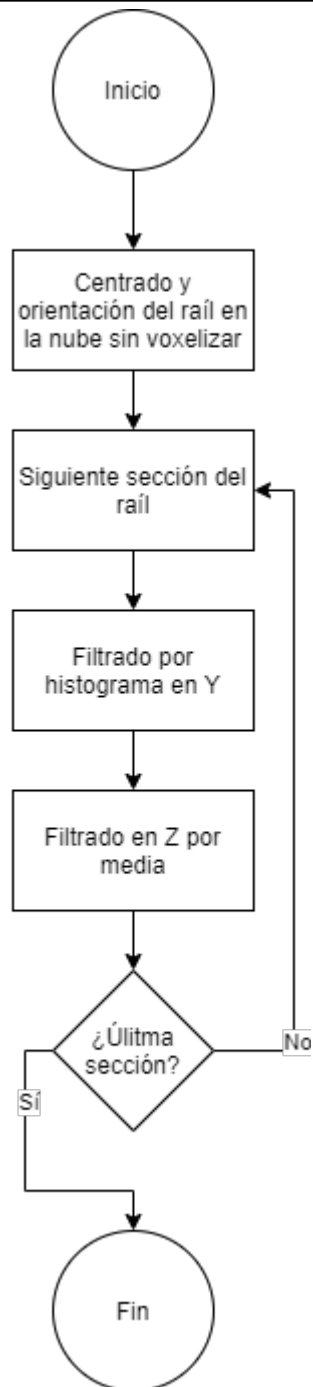 Inicio
Centrado y
orientación del raíl en
la nube sin voxelizar
Siguiente sección del
raíl
Filtrado por
histograma en Y
Filtrado en Z por
media
¿Úlitma
sección?
No
Sí
Fin